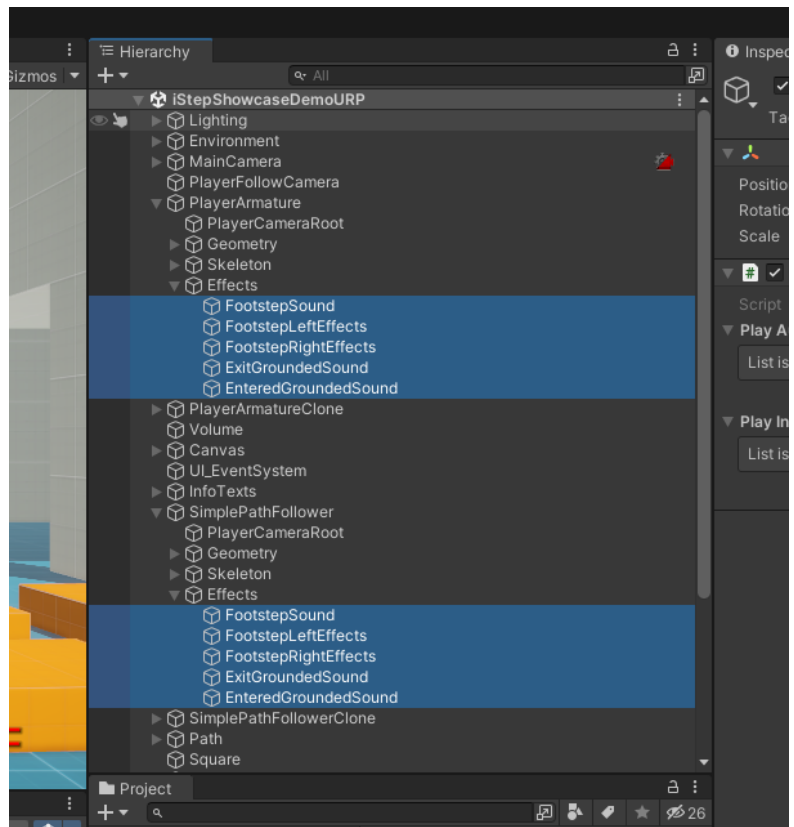 Gizmos
Hierarchy
All
iStepShowcaseDemoURP
Lighting
Environment
MainCamera
PlayerFollowCamera
PlayerArmature
PlayerCameraRoot
Geometry
Skeleton
Effects
FootstepSound
FootstepLeftEffects
FootstepRightEffects
ExitGroundedSound
EnteredGroundedSound
PlayerArmatureClone
Volume
Canvas
UI_EventSystem
InfoTexts
SimplePathFollower
PlayerCameraRoot
Geometry
Skeleton
Effects
FootstepSound
FootstepLeftEffects
FootstepRightEffects
ExitGroundedSound
EnteredGroundedSound
SimplePathFollowerClone
Path
Square
Project
26
Inspec
Ta
Positio
Rotatio
Scale
#
Script
Play A
List is
Play In
List is